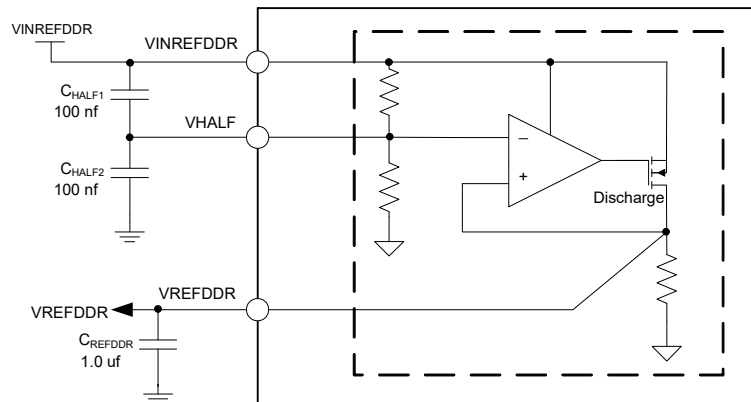 VINREFDDR
VINREFDDR
CHALF1
100 nf
VHALF
CHALF2
100 nf
−
+
Discharge
VREFDDR
VREFDDR
CREFDDR
1.0 uf